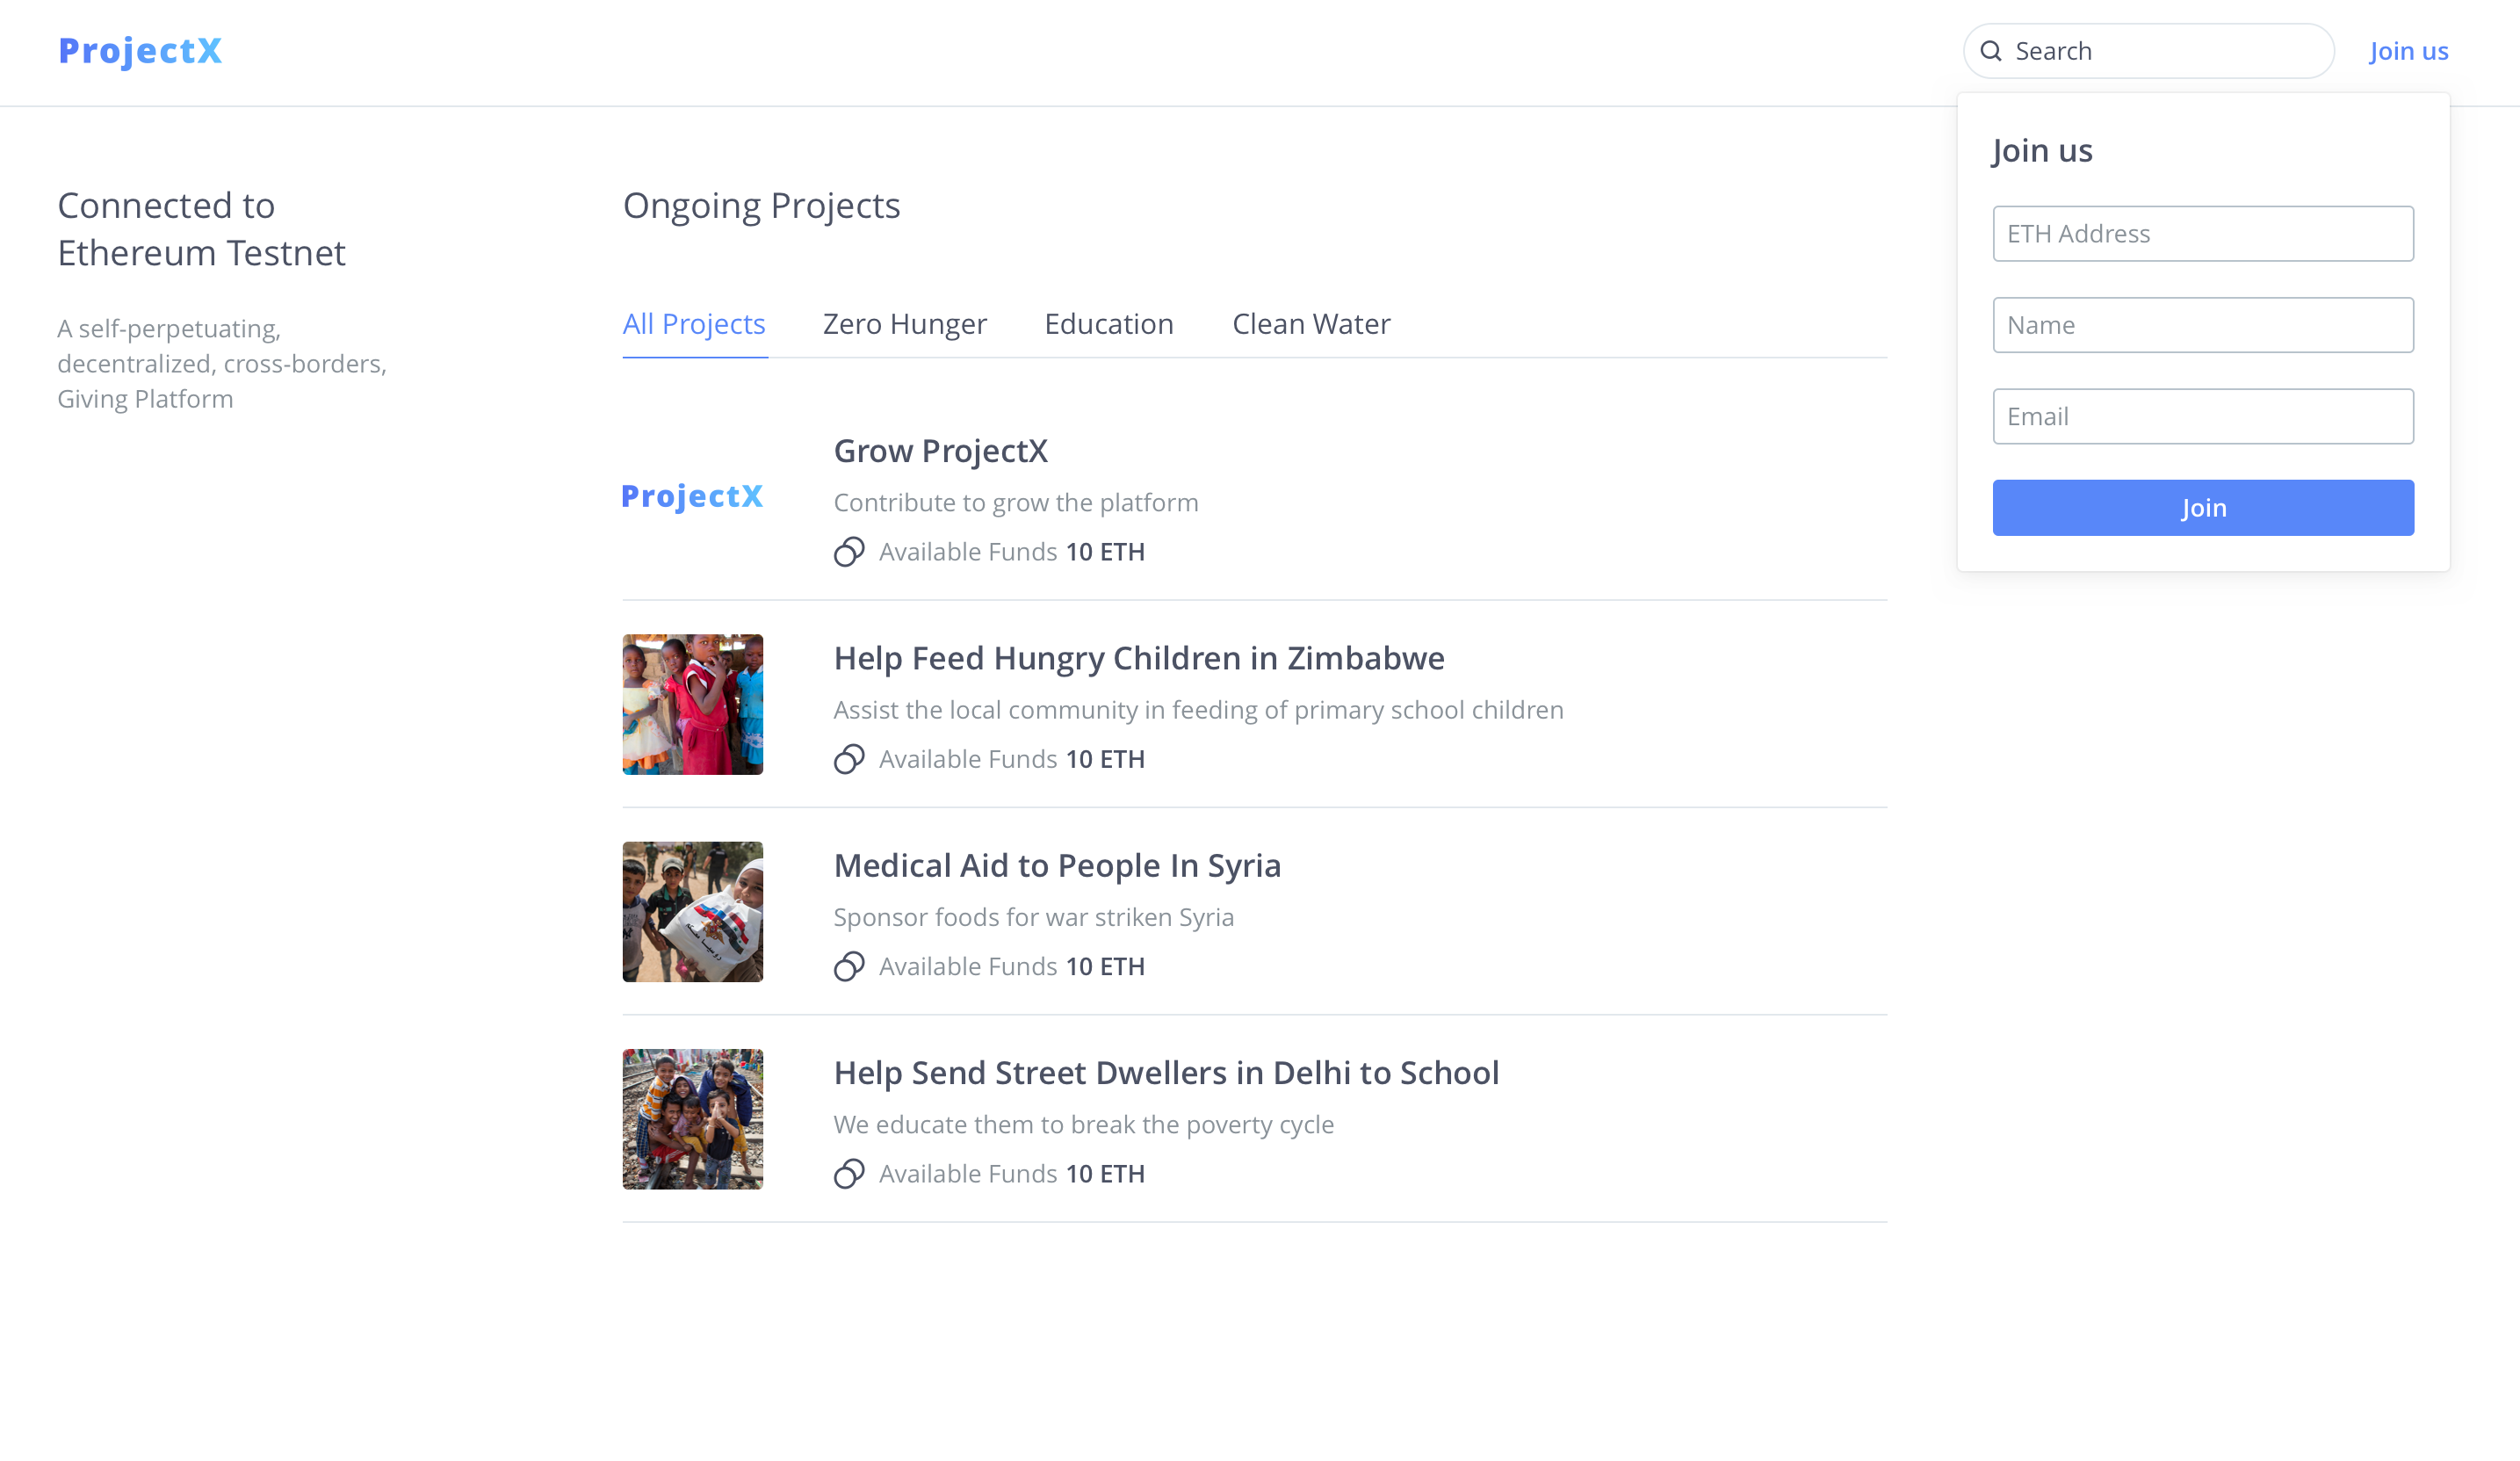 ProjectX
Search
Join us
Connected to
Ethereum Testnet
A self-perpetuating,
decentralized, cross-borders,
Giving Platform
Ongoing Projects
All Projects
Zero Hunger
Education
Clean Water
ProjectX
Grow ProjectX
Contribute to grow the platform
Available Funds 10 ETH
Help Feed Hungry Children in Zimbabwe
Assist the local community in feeding of primary school children
Available Funds 10 ETH
Medical Aid to People In Syria
Sponsor foods for war striken Syria
Available Funds 10 ETH
Help Send Street Dwellers in Delhi to School
We educate them to break the poverty cycle
Available Funds 10 ETH
Join us
ETH Address
Name
Email
Join